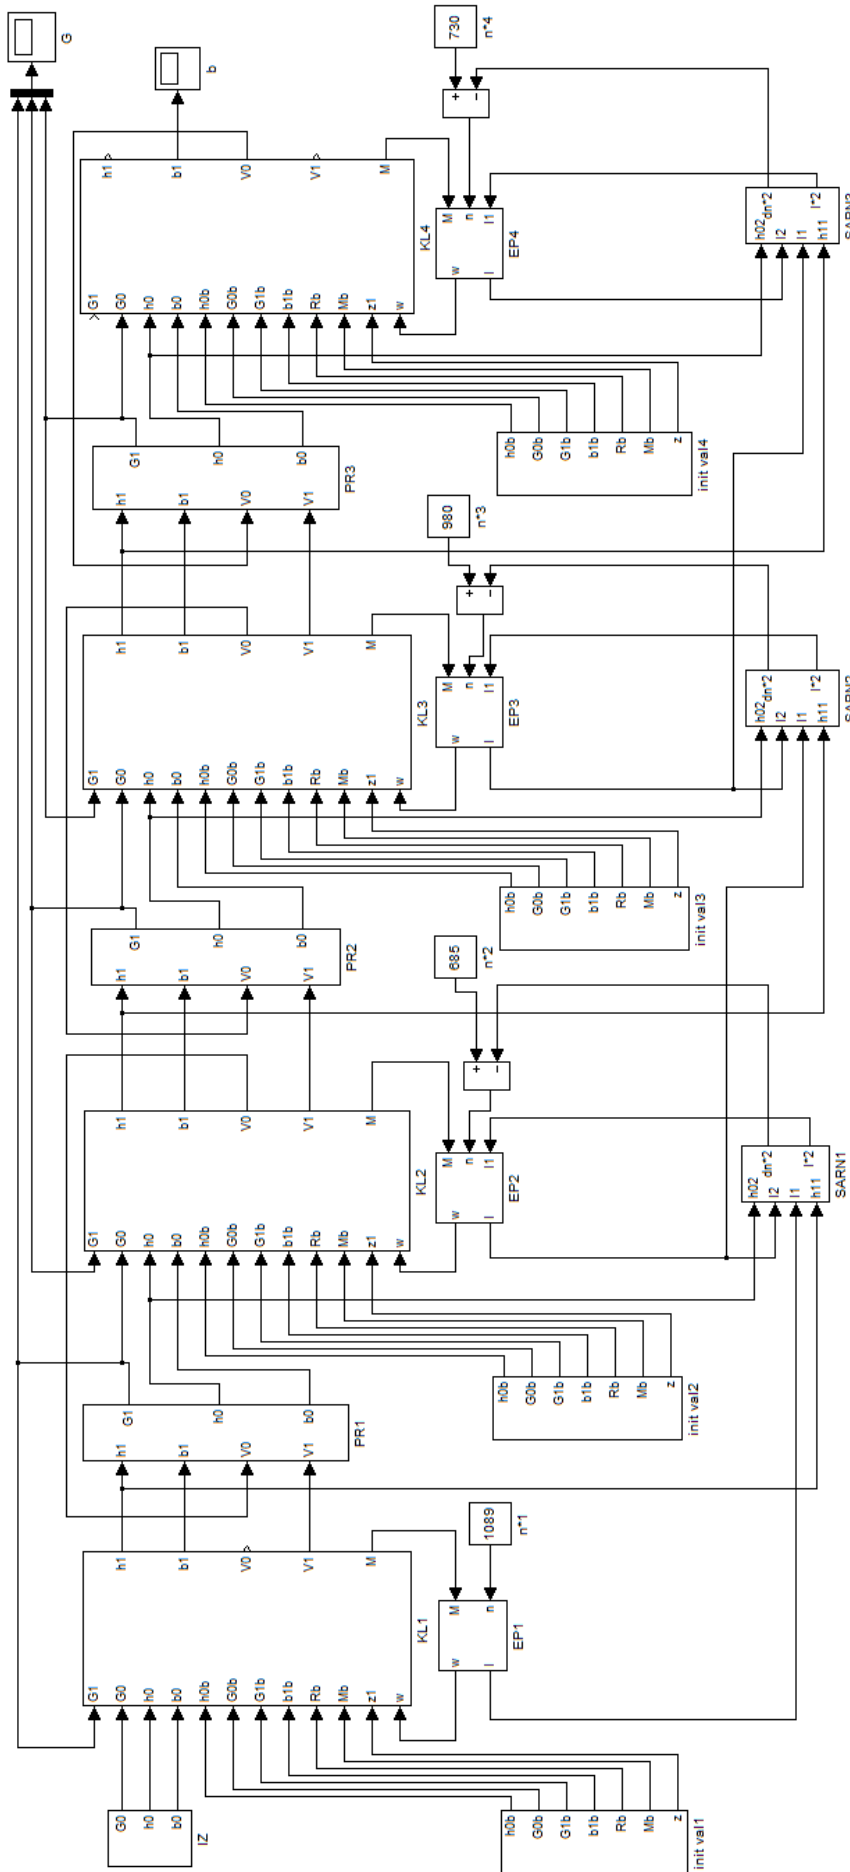 IZ
G0
h0
b0
init val1
h0b
G0b
G1b
b1b
Rb
Mb
z
KL1
G1
G0
h0
b0
h0b
G0b
G1b
b1b
Rb
Mb
z1
w
h1
b1
V0
V1
M
EP1
w
I
M
n
1089
n*1
PR1
h1
b1
V0
V1
G1
h0
b0
init val2
h0b
G0b
G1b
b1b
Rb
Mb
z
KL2
G1
G0
h0
b0
h0b
G0b
G1b
b1b
Rb
Mb
z1
w
h1
b1
V0
V1
M
EP2
w
I
M
n
I1
+
−
685
n*2
SARN1
h02
I2
I1
h11
dn*2
I*2
PR2
h1
b1
V0
V1
G1
h0
b0
init val3
h0b
G0b
G1b
b1b
Rb
Mb
z
KL3
G1
G0
h0
b0
h0b
G0b
G1b
b1b
Rb
Mb
z1
w
h1
b1
V0
V1
M
EP3
w
I
M
n
I1
+
−
980
n*3
SARN2
h02
I2
I1
h11
dn*2
I*2
PR3
h1
b1
V0
V1
G1
h0
b0
init val4
h0b
G0b
G1b
b1b
Rb
Mb
z
KL4
G1
G0
h0
b0
h0b
G0b
G1b
b1b
Rb
Mb
z1
w
h1
b1
V0
V1
M
EP4
w
I
M
n
I1
+
−
730
n*4
SARN3
h02
I2
I1
h11
dn*2
I*2
G
b